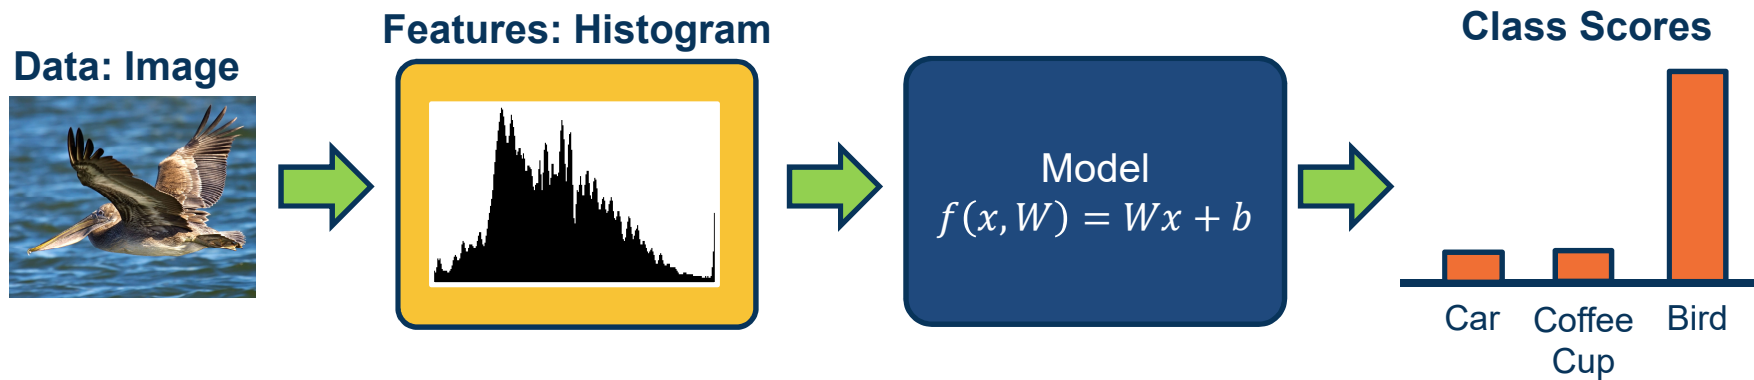 Data: Image
Features: Histogram
Model
f(x, W) = Wx + b
Class Scores
Car
Coffee
Cup
Bird